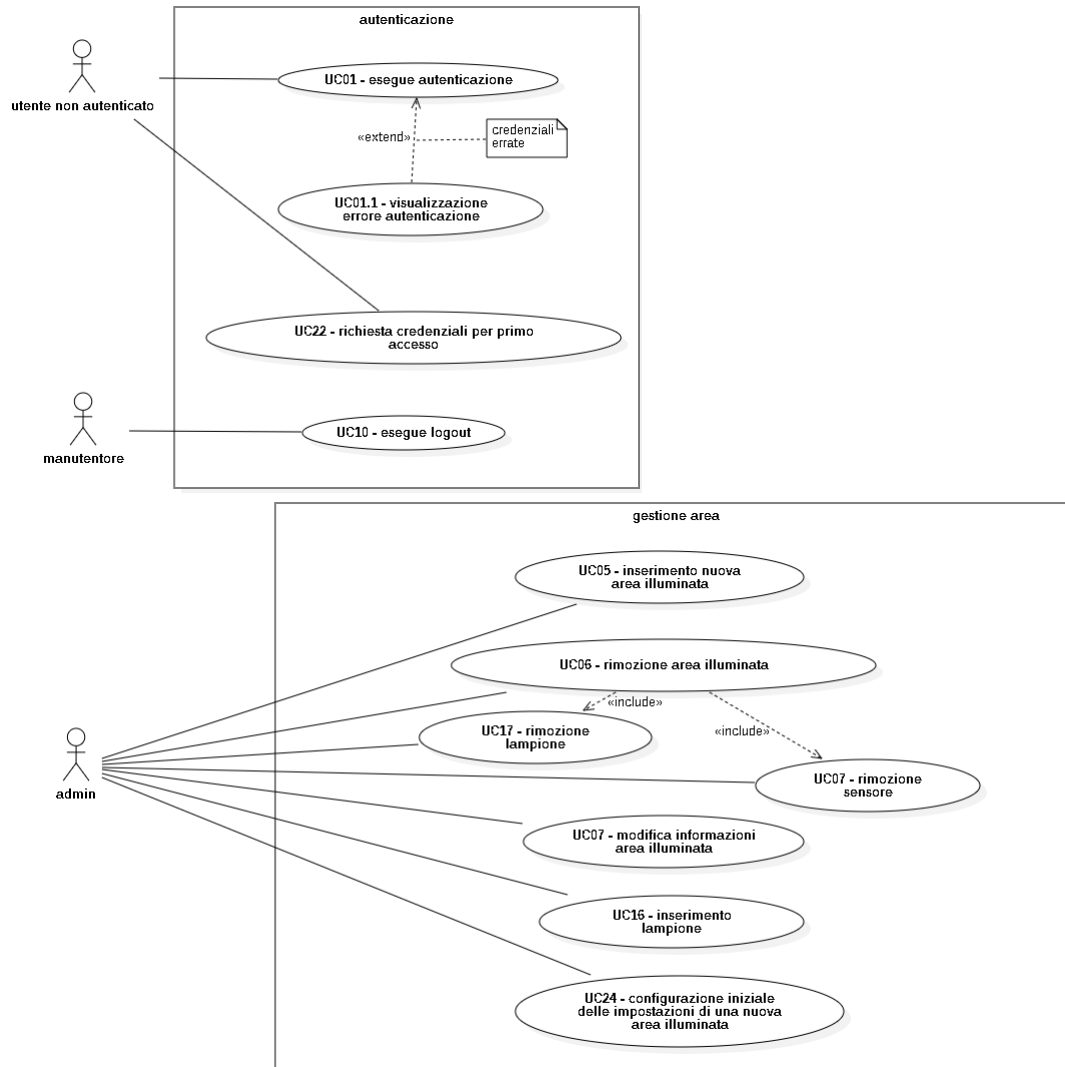 autenticazione
utente non autenticato
UC01 - esegue autenticazione
«extend»
credenziali
errate
UC01.1 - visualizzazione
errore autenticazione
UC22 - richiesta credenziali per primo
accesso
manutentore
UC10 - esegue logout
gestione area
UC05 - inserimento nuova
area illuminata
UC06 - rimozione area illuminata
«include»
«include»
UC17 - rimozione
lampione
admin
UC07 - rimozione
sensore
UC07 - modifica informazioni
area illuminata
UC16 - inserimento
lampione
UC24 - configurazione iniziale
delle impostazioni di una nuova
area illuminata